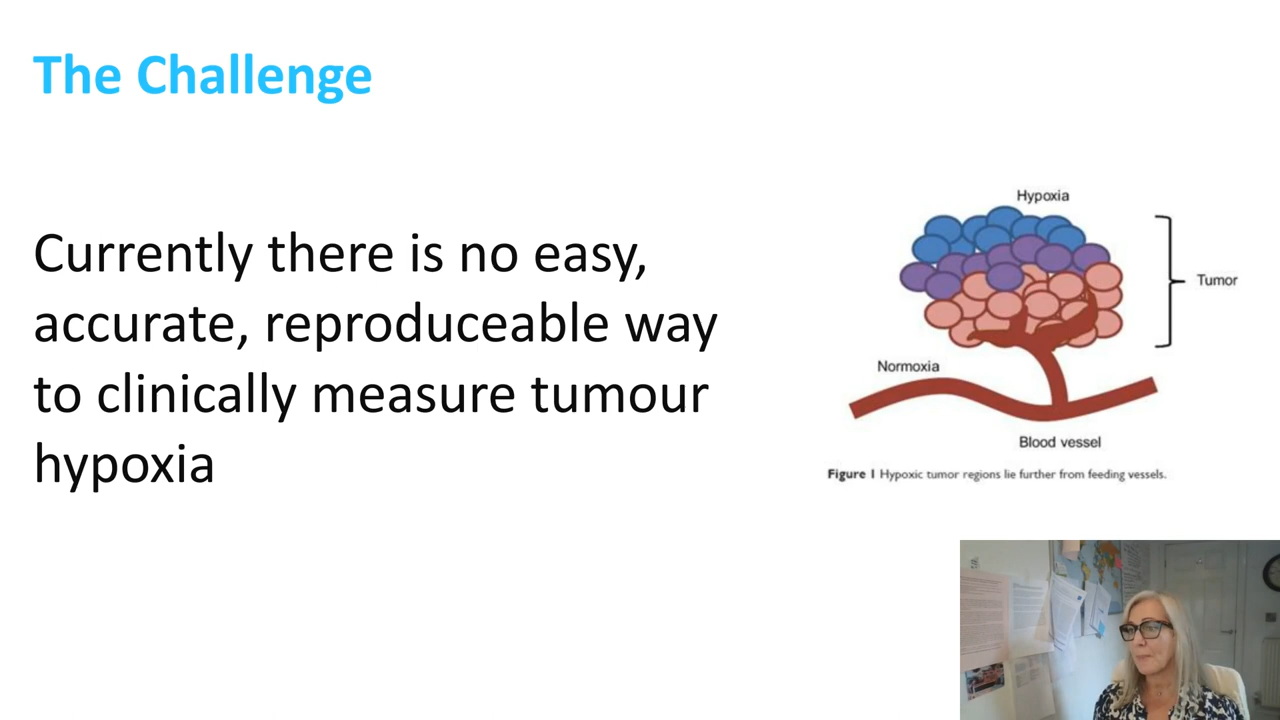 The Challenge
Currently there is no easy,
accurate, reproduceable way
to clinically measure tumour
hypoxia
Hypoxia
Tumor
Normoxia
Blood vessel
Figure 1 Hypoxic tumor regions lie further from feeding vessels.